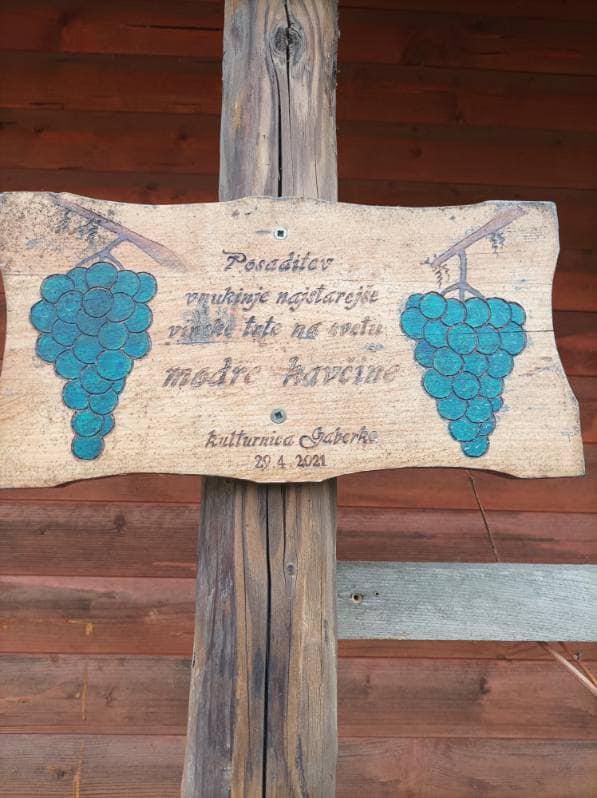 Posaditev
vnukinje najstarejše
vinske trte na svetu
modre kavčine
kulturnica Gaberke
29 4 2021